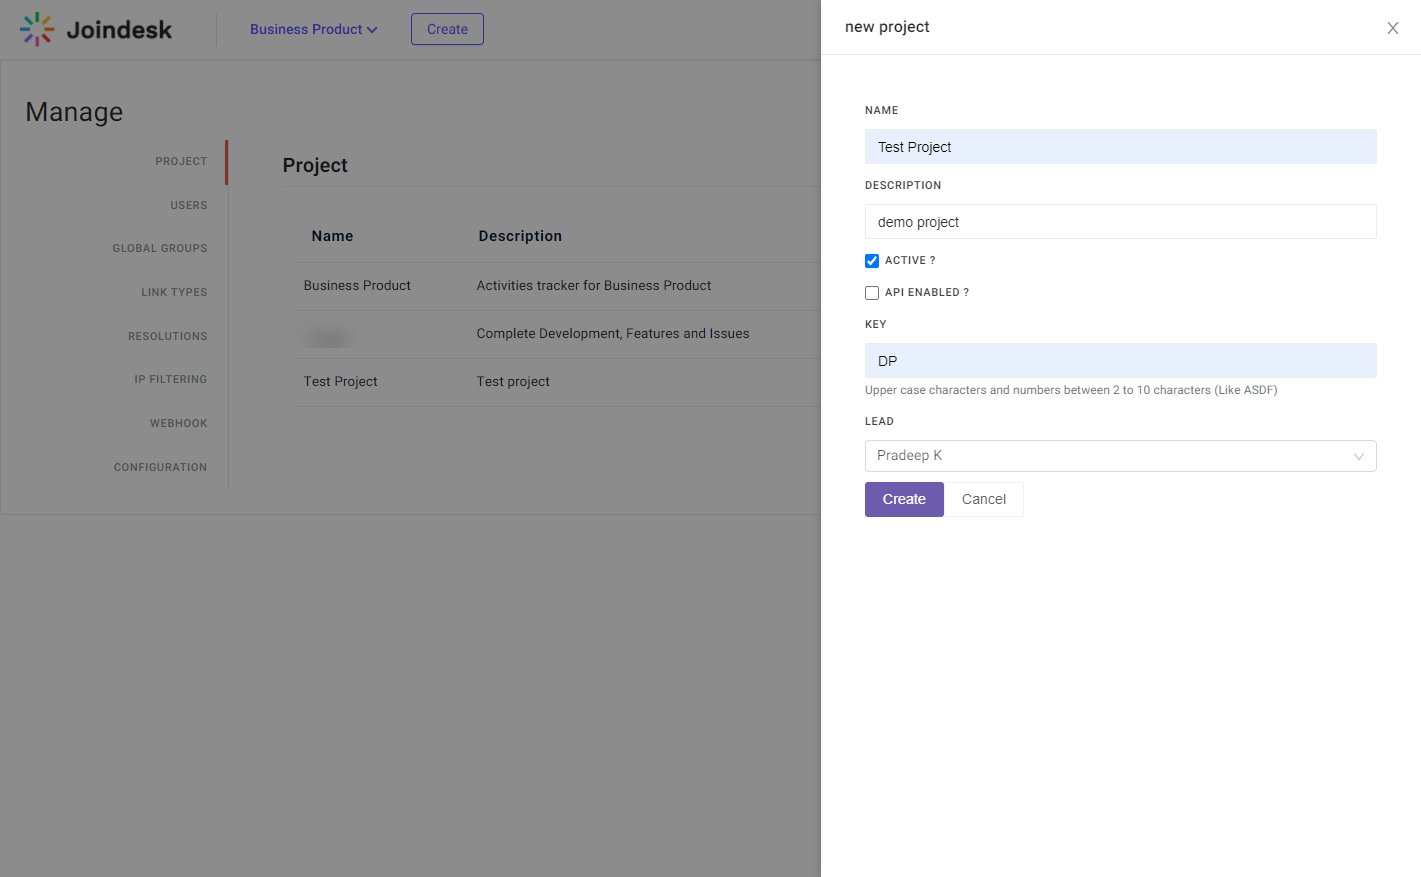 Joindesk
Business Product
Create
Manage
PROJECT
USERS
GLOBAL GROUPS
LINK TYPES
RESOLUTIONS
IP FILTERING
WEBHOOK
CONFIGURATION
Project
Name Description
Business Product Activities tracker for Business Product
Complete Development, Features and Issues
Test Project Test project
new project
NAME
Test Project
DESCRIPTION
demo project
ACTIVE ?
API ENABLED ?
KEY
DP
Upper case characters and numbers between 2 to 10 characters (Like ASDF)
LEAD
Pradeep K
Create Cancel